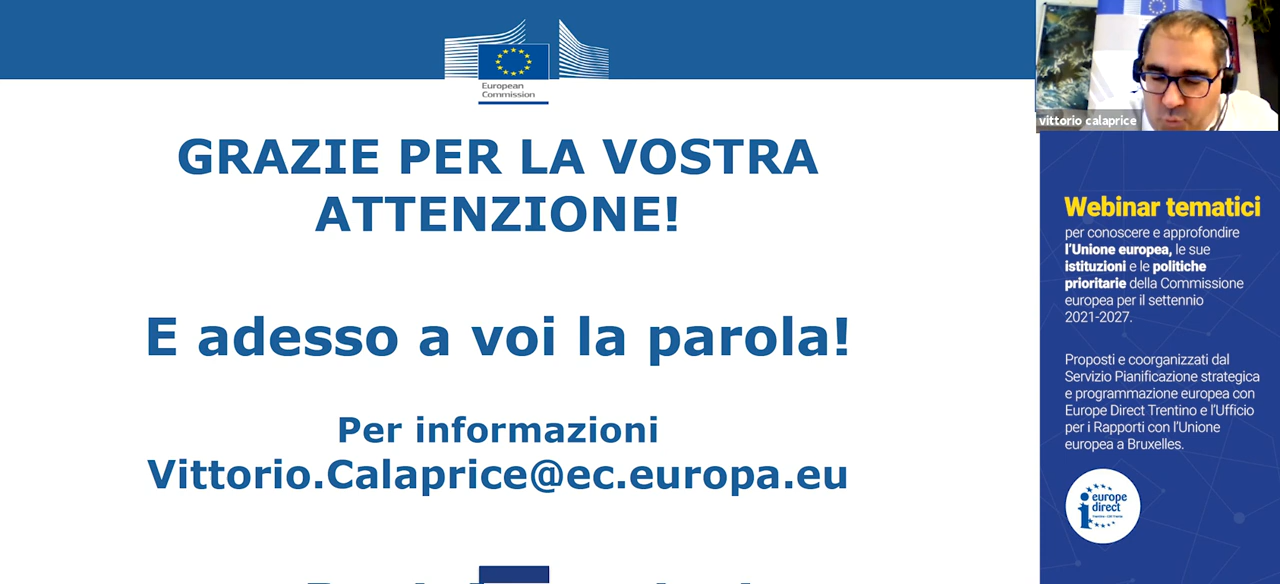 European
Commission
GRAZIE PER LA VOSTRA
ATTENZIONE!
E adesso a voi la parola!
Per informazioni
Vittorio.Calaprice@ec.europa.eu
vittorio calaprice
Webinar tematici
per conoscere e approfondire
l'Unione europea, le sue
istituzioni e le politiche
prioritarie della Commissione
europea per il settennio
2021-2027.
Proposti e coorganizzati dal
Servizio Pianificazione strategica
e programmazione europea con
Europe Direct Trentino e l'Ufficio
per i Rapporti con l'Unione
europea a Bruxelles.
europe
direct